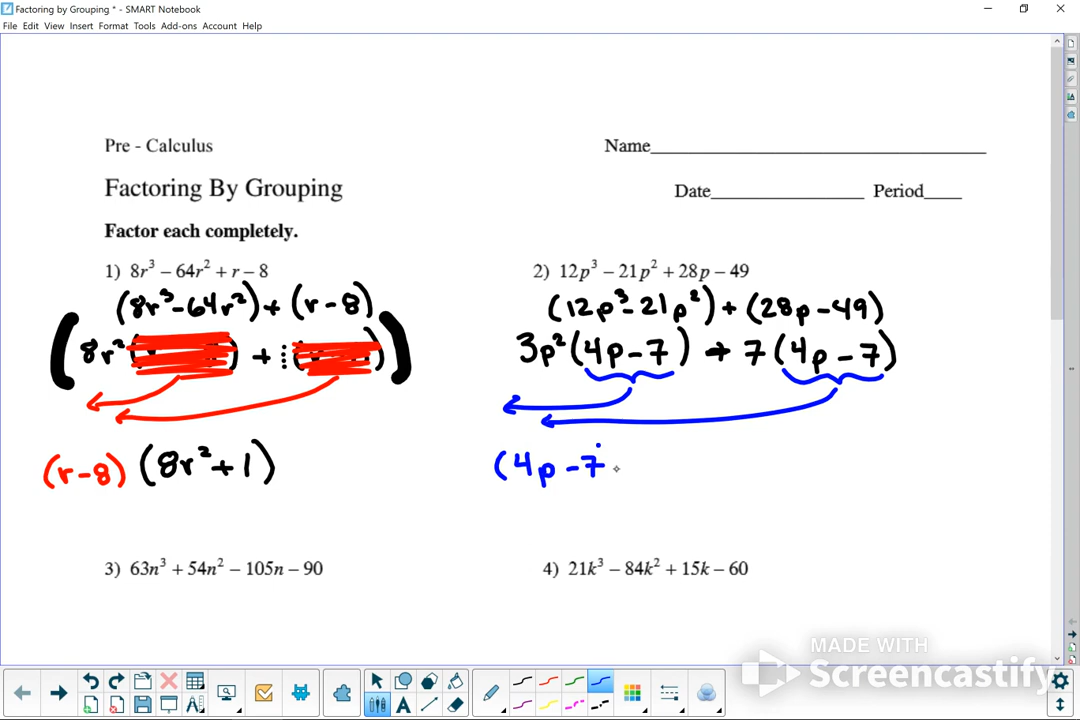 Factoring by Grouping * - SMART Notebook
File Edit View Insert Format Tools Add-ons Account Help
Pre - Calculus
Name
Factoring By Grouping
Date Period
Factor each completely.
1) 8r³ – 64r² + r – 8
(8r³-64r²)+(r-8)
8r²( ) + ( )
(r-8)(8r²+1)
2) 12p³ – 21p² + 28p – 49
(12p³-21p²)+(28p-49)
3p²(4p-7) + 7(4p-7)
(4p-7
3) 63n³ + 54n² – 105n – 90
4) 21k³ – 84k² + 15k – 60
MADE WITH
Screencastify